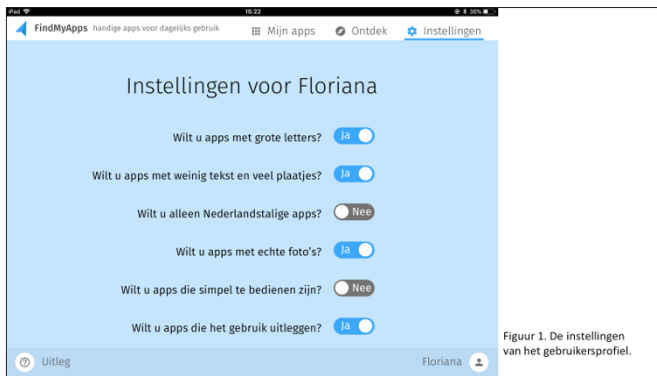 iPad 16:22 36%
FindMyApps handige apps voor dagelijks gebruik Mijn apps Ontdek Instellingen
Instellingen voor Floriana
Wilt u apps met grote letters? Ja
Wilt u apps met weinig tekst en veel plaatjes? Ja
Wilt u alleen Nederlandstalige apps? Nee
Wilt u apps met echte foto's? Ja
Wilt u apps die simpel te bedienen zijn? Nee
Wilt u apps die het gebruik uitleggen? Ja
Uitleg Floriana
Figuur 1. De instellingen
van het gebruikersprofiel.